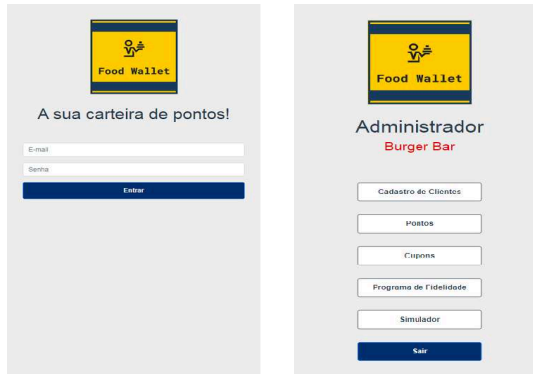 Food Wallet
A sua carteira de pontos!
E-mail
Senha
Entrar
Food Wallet
Administrador
Burger Bar
Cadastro de Clientes
Pontos
Cupons
Programa de Fidelidade
Simulador
Sair